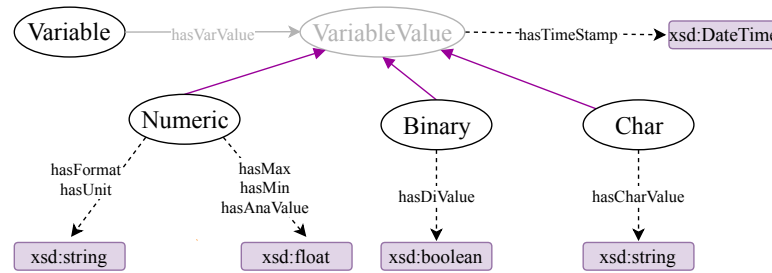 Variable
hasVarValue
VariableValue
hasTimeStamp
xsd:DateTime
Numeric
Binary
Char
hasFormat
hasUnit
hasMax
hasMin
hasAnaValue
hasDiValue
hasCharValue
xsd:string
xsd:float
xsd:boolean
xsd:string